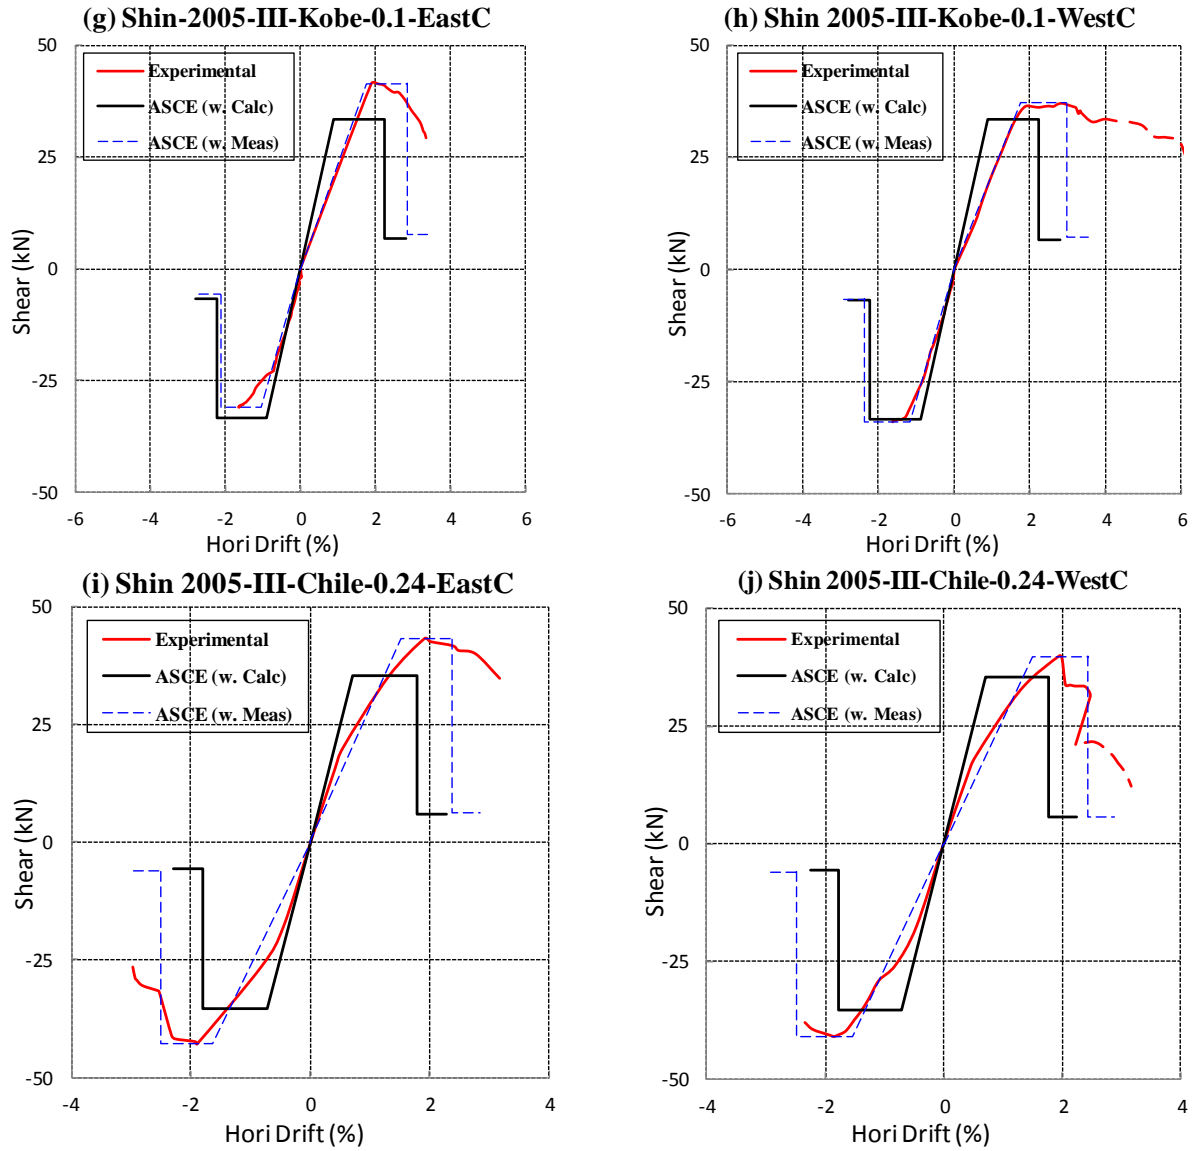 (g) Shin-2005-III-Kobe-0.1-EastC
50
25
0
-25
-50
Shear (kN)
Experimental
ASCE (w. Calc)
ASCE (w. Meas)
-6 -4 -2 0 2 4 6
Hori Drift (%)
(h) Shin 2005-III-Kobe-0.1-WestC
50
25
0
-25
-50
Shear (kN)
Experimental
ASCE (w. Calc)
ASCE (w. Meas)
-6 -4 -2 0 2 4 6
Hori Drift (%)
(i) Shin 2005-III-Chile-0.24-EastC
50
25
0
-25
-50
Shear (kN)
Experimental
ASCE (w. Calc)
ASCE (w. Meas)
-4 -2 0 2 4
Hori Drift (%)
(j) Shin 2005-III-Chile-0.24-WestC
50
25
0
-25
-50
Shear (kN)
Experimental
ASCE (w. Calc)
ASCE (w. Meas)
-4 -2 0 2 4
Hori Drift (%)